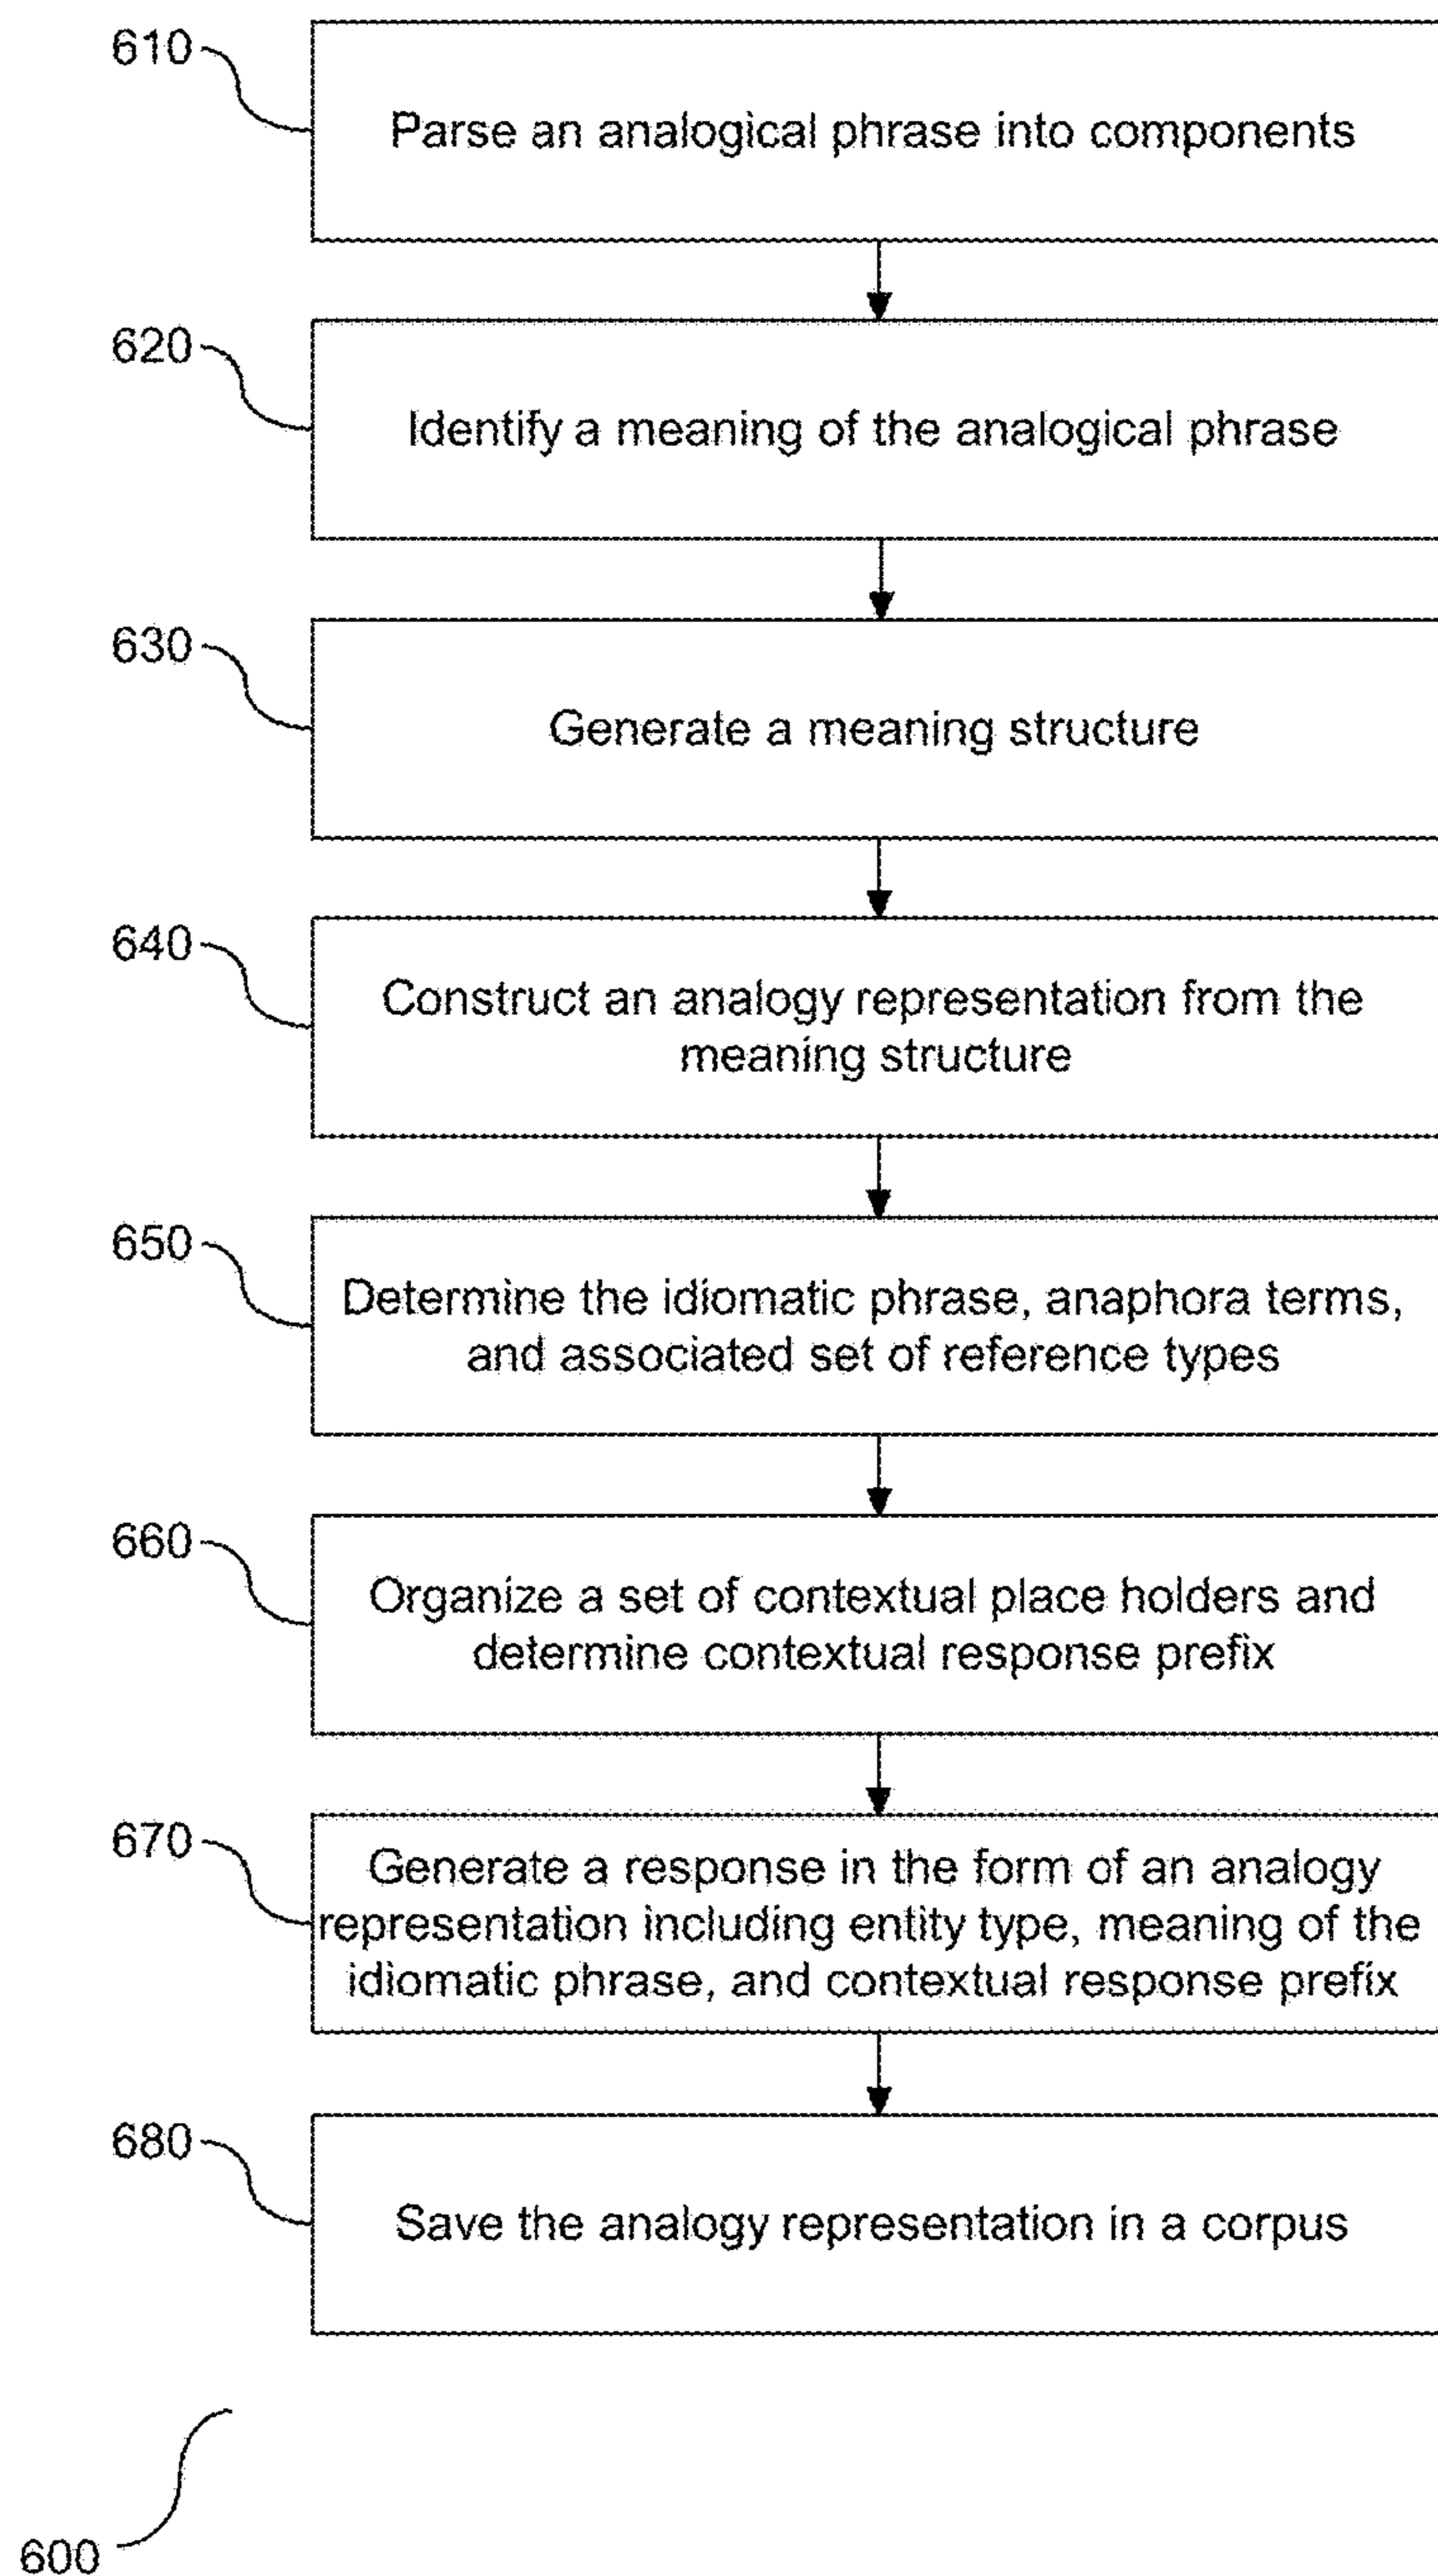 610
Parse an analogical phrase into components
620
Identify a meaning of the analogical phrase
630
Generate a meaning structure
640
Construct an analogy representation from the
meaning structure
650
Determine the idiomatic phrase, anaphora terms,
and associated set of reference types
660
Organize a set of contextual place holders and
determine contextual response prefix
670
Generate a response in the form of an analogy
representation including entity type, meaning of the
idiomatic phrase, and contextual response prefix
680
Save the analogy representation in a corpus
600